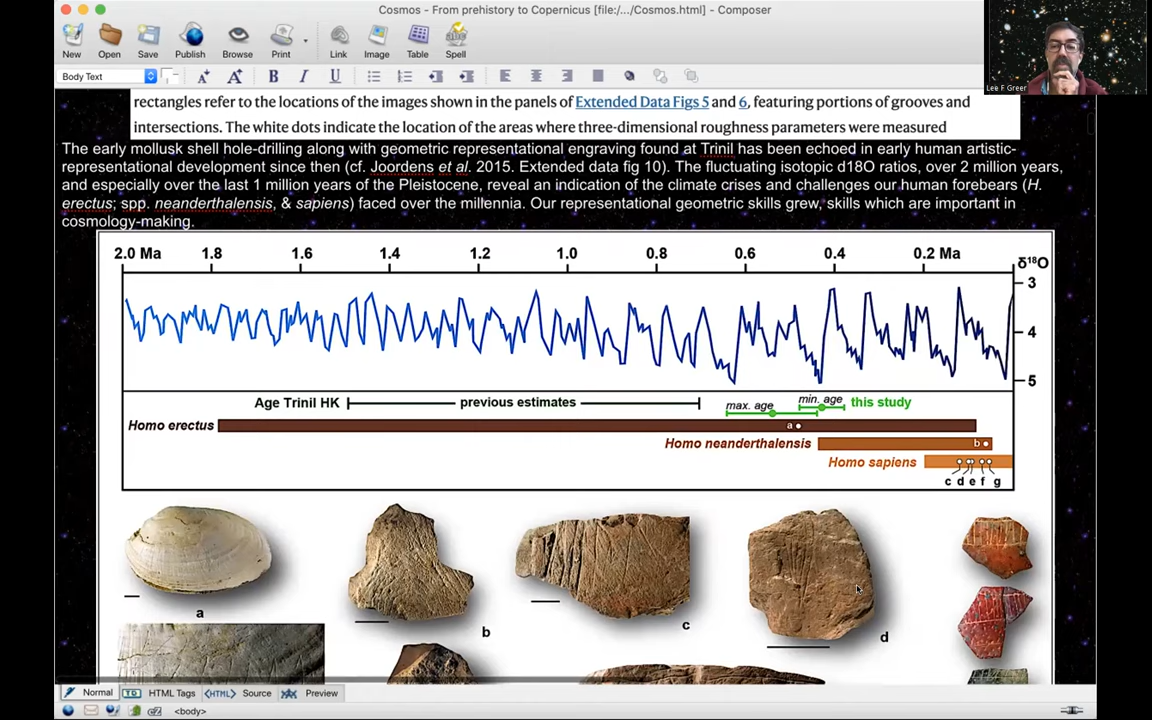 Cosmos - From prehistory to Copernicus [file:/.../Cosmos.html] - Composer
New Open Save Publish Browse Print Link Image Table Spell
Lee F Greer
Body Text A A B I U
rectangles refer to the locations of the images shown in the panels of Extended Data Figs 5 and 6, featuring portions of grooves and
intersections. The white dots indicate the location of the areas where three-dimensional roughness parameters were measured
The early mollusk shell hole-drilling along with geometric representational engraving found at Trinil has been echoed in early human artistic-
representational development since then (cf. Joordens et al. 2015. Extended data fig 10). The fluctuating isotopic d18O ratios, over 2 million years,
and especially over the last 1 million years of the Pleistocene, reveal an indication of the climate crises and challenges our human forebears (H.
erectus; spp. neanderthalensis, & sapiens) faced over the millennia. Our representational geometric skills grew, skills which are important in
cosmology-making.
2.0 Ma 1.8 1.6 1.4 1.2 1.0 0.8 0.6 0.4 0.2 Ma δ18O
3
4
5
Age Trinil HK previous estimates max. age min. age this study
Homo erectus a
Homo neanderthalensis b
Homo sapiens
c d e f g
a
b
c
d
Normal TD HTML Tags <HTML> Source Preview
<body>